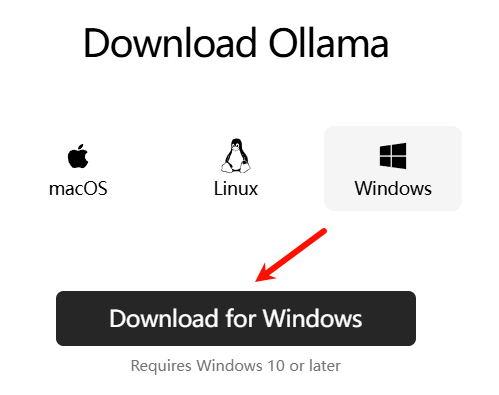 Download Ollama
macOS
Linux
Windows
Download for Windows
Requires Windows 10 or later